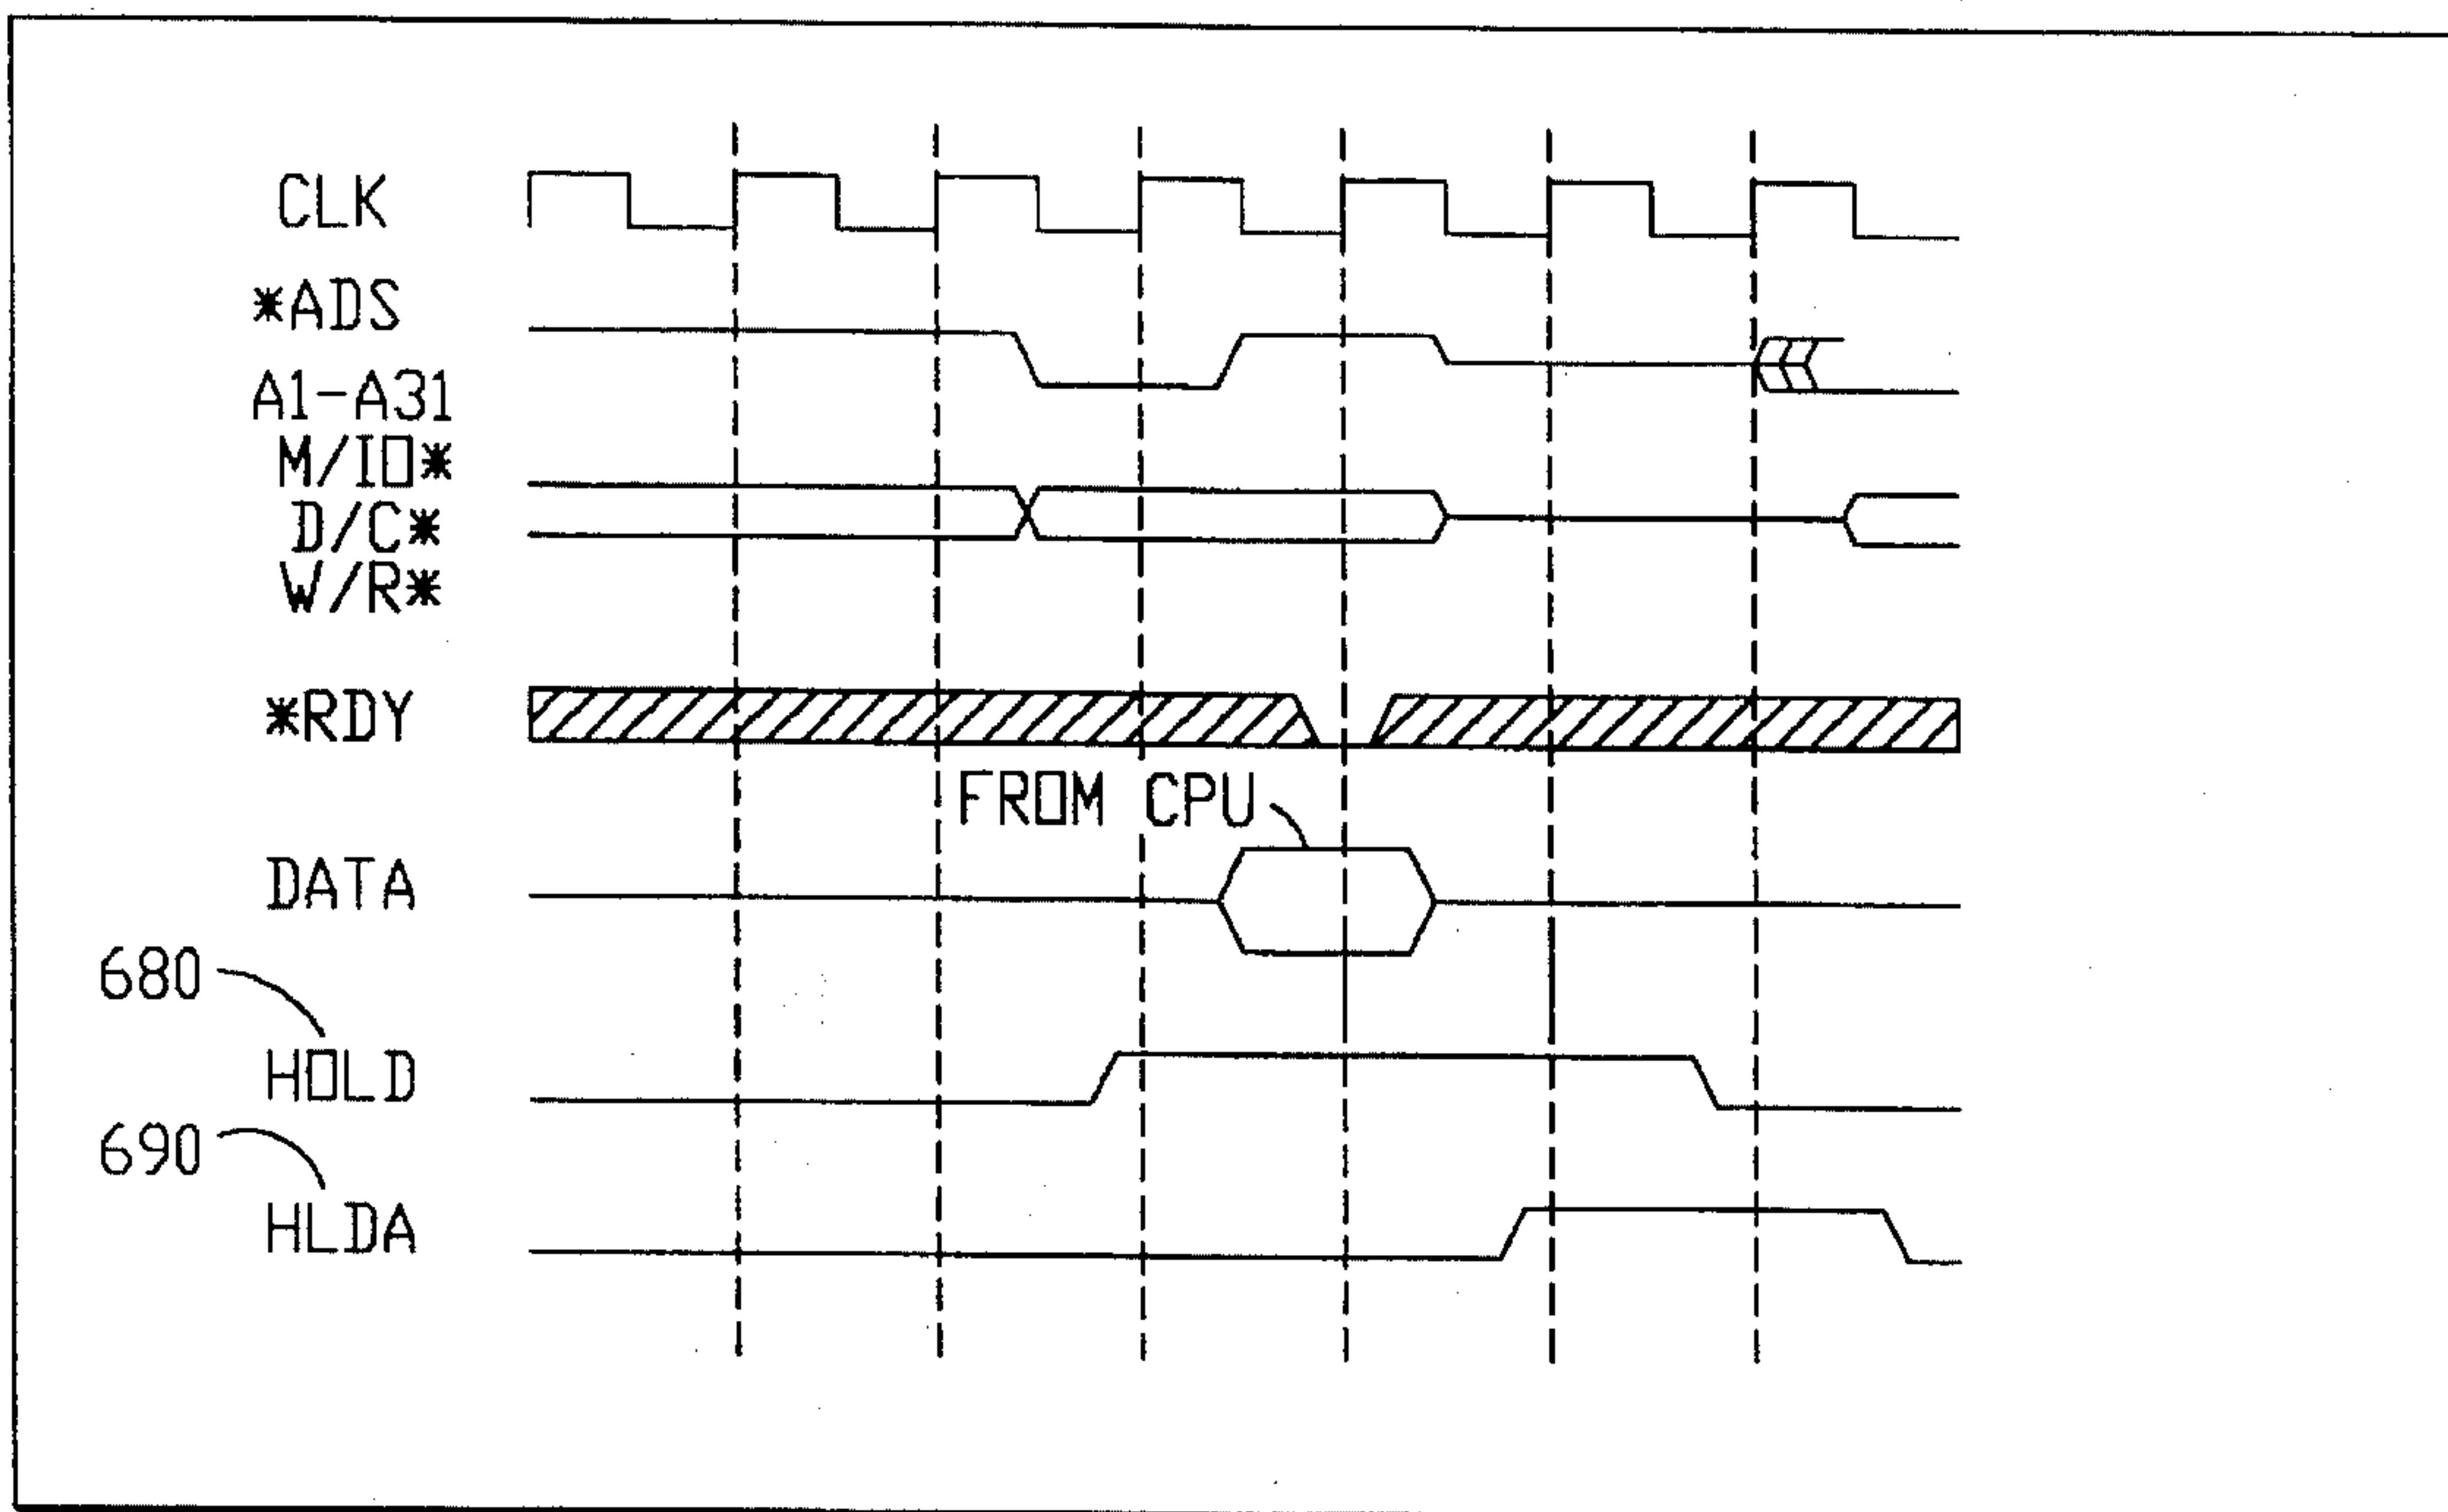 CLK
*ADS
A1-A31
M/IO*
D/C*
W/R*
*RDY
FROM CPU
DATA
680
HOLD
690
HLDA